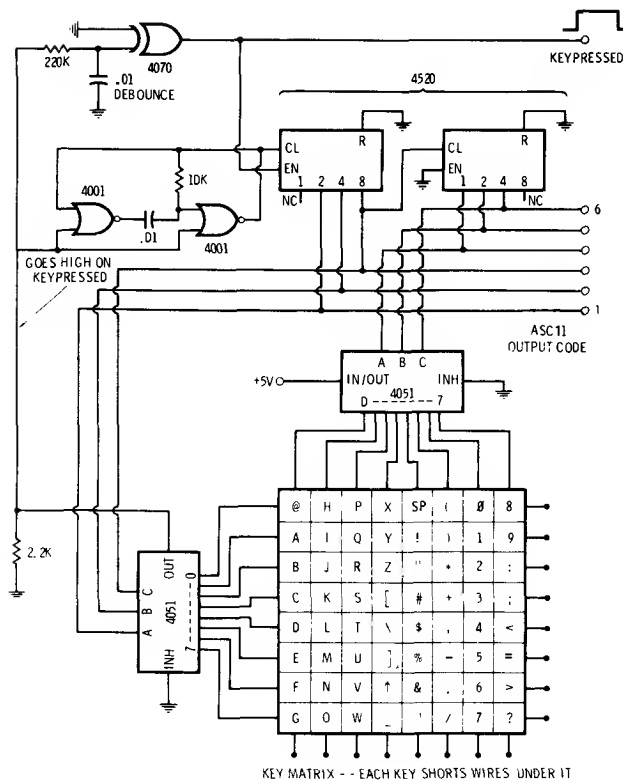 220K
4070
.01
DEBOUNCE
KEYPRESSED
4520
R
R
CL
EN
1 2 4 8
NC
CL
EN
1 2 4 8
NC
10K
4001
.01
4001
GOES HIGH ON
KEYPRESSED
6
1
ASC11
OUTPUT CODE
A B C
+5V
IN/OUT
INH
4051
0 ------ 7
2.2K
OUT
C
B
A
4051
INH
0
7
@ H P X SP ( Ø 8
A I Q Y ! ) 1 9
B J R Z " * 2 :
C K S [ # + 3 ;
D L T \ $ , 4 <
E M U ] % - 5 =
F N V ↑ & . 6 >
G O W _ ' / 7 ?
KEY MATRIX -- EACH KEY SHORTS WIRES UNDER IT